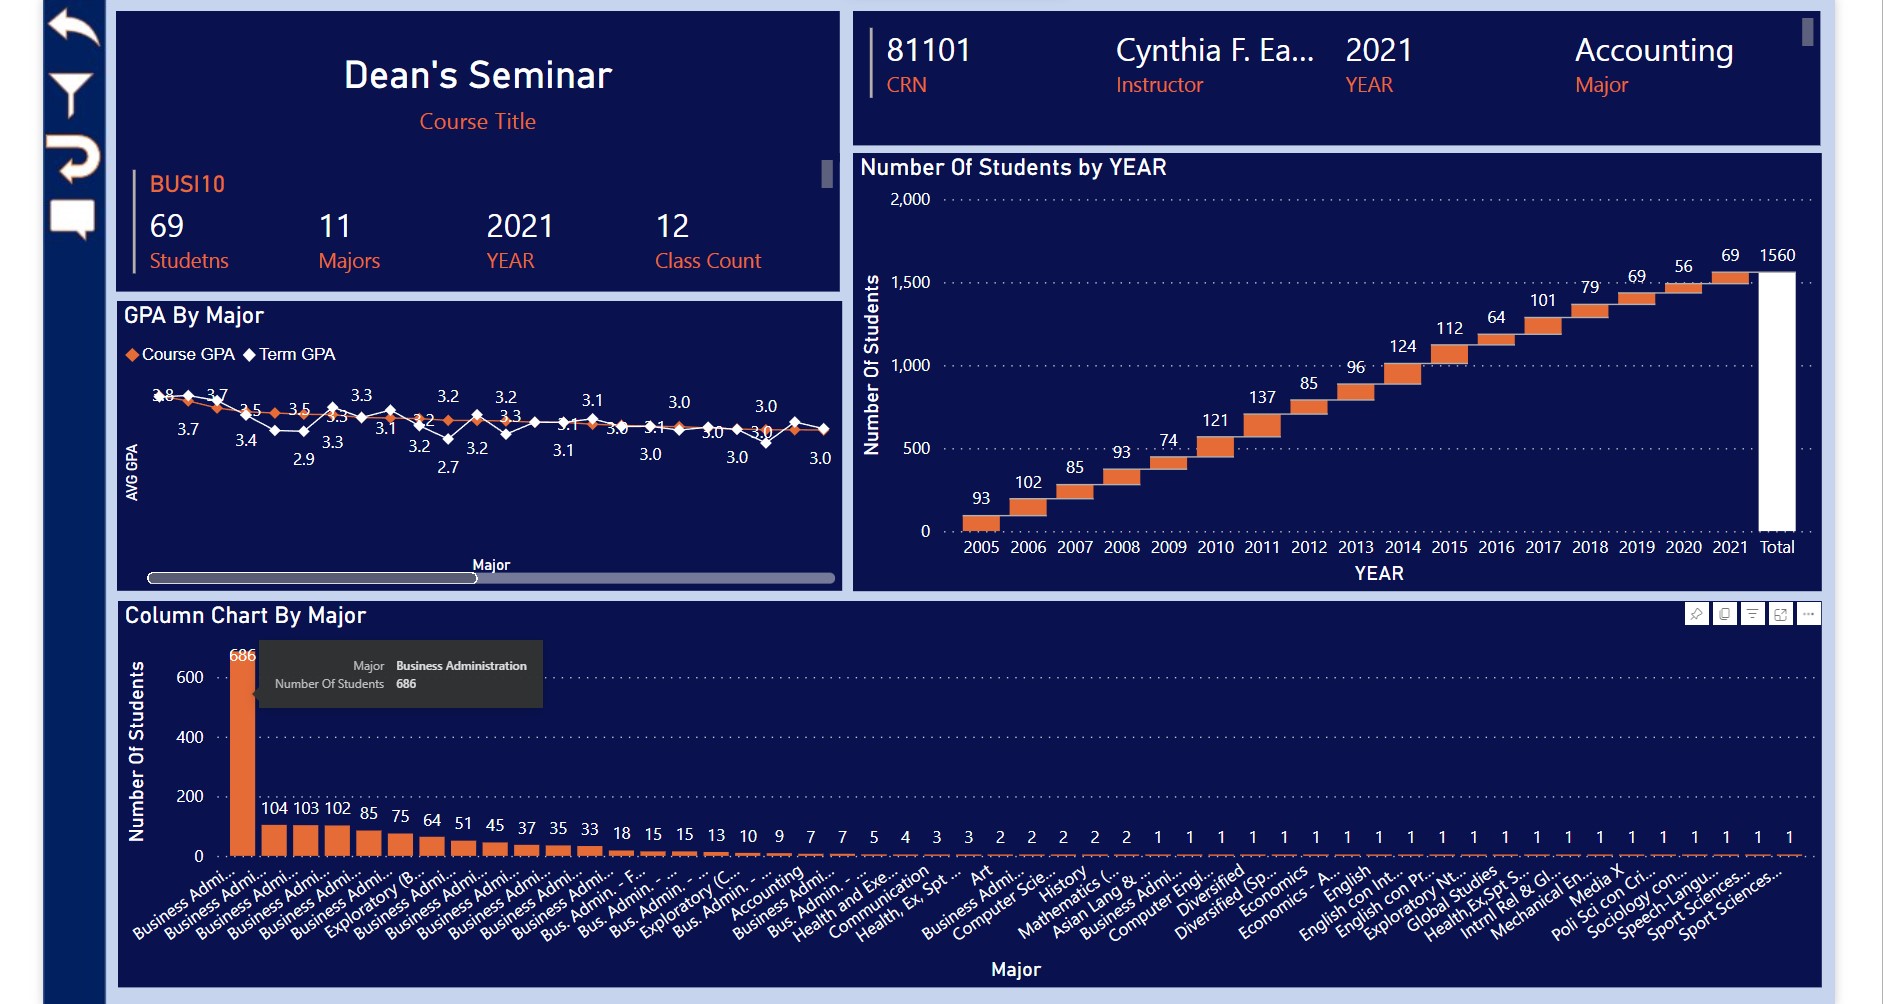 Dean's Seminar
Course Title
BUSI10
69 11 2021 12
Studetns Majors YEAR Class Count
81101 Cynthia F. Ea... 2021 Accounting
CRN Instructor YEAR Major
GPA By Major
Course GPA Term GPA
3.8 3.7 3.5 3.5 3.3 3.3 3.2 3.2 3.2 3.3 3.1 3.1 3.0 3.1 3.0 3.0 3.0 3.0
3.7 3.4 2.9 3.3 3.1 3.2 2.7 3.2 3.1 3.0 3.0 3.0
AVG GPA
Major
Number Of Students by YEAR
Number Of Students
2,000
1,500
1,000
500
0
93 102 85 93 74 121 137 85 96 124 112 64 101 79 69 56 69 1560
2005 2006 2007 2008 2009 2010 2011 2012 2013 2014 2015 2016 2017 2018 2019 2020 2021 Total
YEAR
Column Chart By Major
Number Of Students
600
400
200
0
Major Business Administration
Number Of Students 686
686 104 103 102 85 75 64 51 45 37 35 33 18 15 15 13 10 9 7 7 5 4 3 3 2 2 2 2 2 1 1 1 1 1 1 1 1 1 1 1 1 1 1 1 1 1 1 1 1 1
Business Admi...
Business Admi...
Business Admi...
Business Admi...
Business Admi...
Business Admi...
Exploratory (B...
Business Admi...
Business Admi...
Business Admi...
Business Admi...
Business Admi...
Business Admi...
Bus. Admin. - F...
Bus. Admin. - ...
Bus. Admin. - ...
Exploratory (C...
Bus. Admin. - ...
Accounting
Business Admi...
Bus. Admin. - ...
Health and Exe...
Communication
Health, Ex, Spt ...
Art
Business Admi...
Computer Scie...
History
Mathematics (...
Asian Lang & ...
Business Admi...
Computer Engi...
Diversified
Diversified (Sp...
Economics
Economics - A...
English
English con Int...
English con Pr...
Exploratory Nt...
Global Studies
Health,Ex,Spt S...
Intrnl Rel & Gl...
Mechanical En...
Media X
Poli Sci con Cri...
Sociology con...
Speech-Langu...
Sport Sciences...
Sport Sciences...
Major